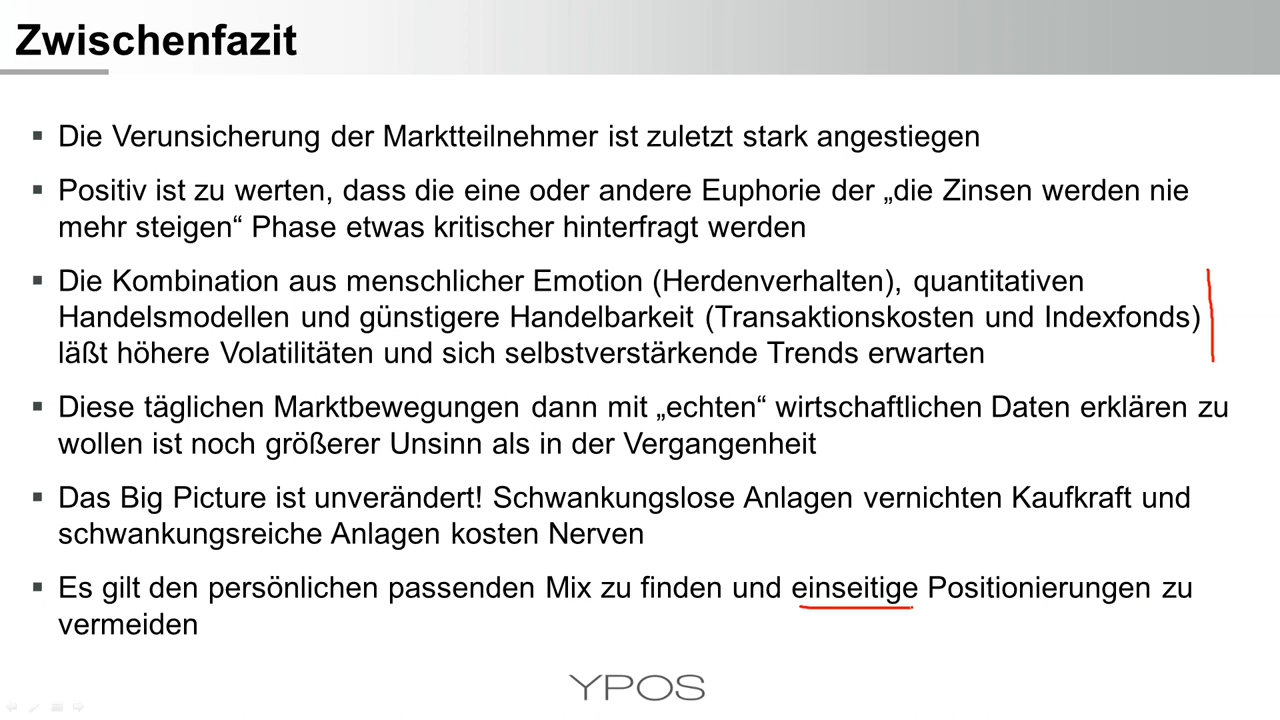 Zwischenfazit
▪ Die Verunsicherung der Marktteilnehmer ist zuletzt stark angestiegen
▪ Positiv ist zu werten, dass die eine oder andere Euphorie der „die Zinsen werden nie
mehr steigen“ Phase etwas kritischer hinterfragt werden
▪ Die Kombination aus menschlicher Emotion (Herdenverhalten), quantitativen
Handelsmodellen und günstigere Handelbarkeit (Transaktionskosten und Indexfonds)
läßt höhere Volatilitäten und sich selbstverstärkende Trends erwarten
▪ Diese täglichen Marktbewegungen dann mit „echten“ wirtschaftlichen Daten erklären zu
wollen ist noch größerer Unsinn als in der Vergangenheit
▪ Das Big Picture ist unverändert! Schwankungslose Anlagen vernichten Kaufkraft und
schwankungsreiche Anlagen kosten Nerven
▪ Es gilt den persönlichen passenden Mix zu finden und einseitige Positionierungen zu
vermeiden
YPOS